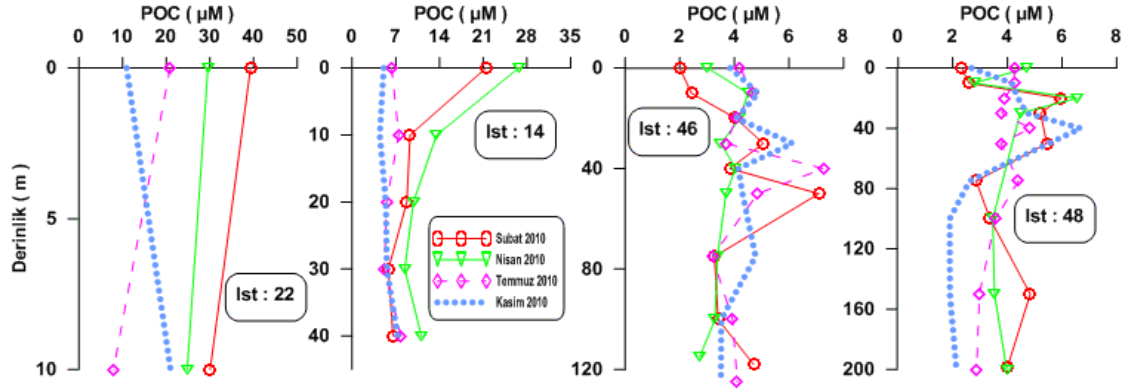 POC ( µM ) POC ( µM ) POC ( µM ) POC ( µM )
0 10 20 30 40 50
0 7 14 21 28 35
0 2 4 6 8
0 2 4 6 8
Derinlik ( m )
0
5
10
Ist : 22
0
10
20
30
40
Ist : 14
Subat 2010
Nisan 2010
Temmuz 2010
Kasim 2010
0
40
80
120
Ist : 46
0
40
80
120
160
200
Ist : 48